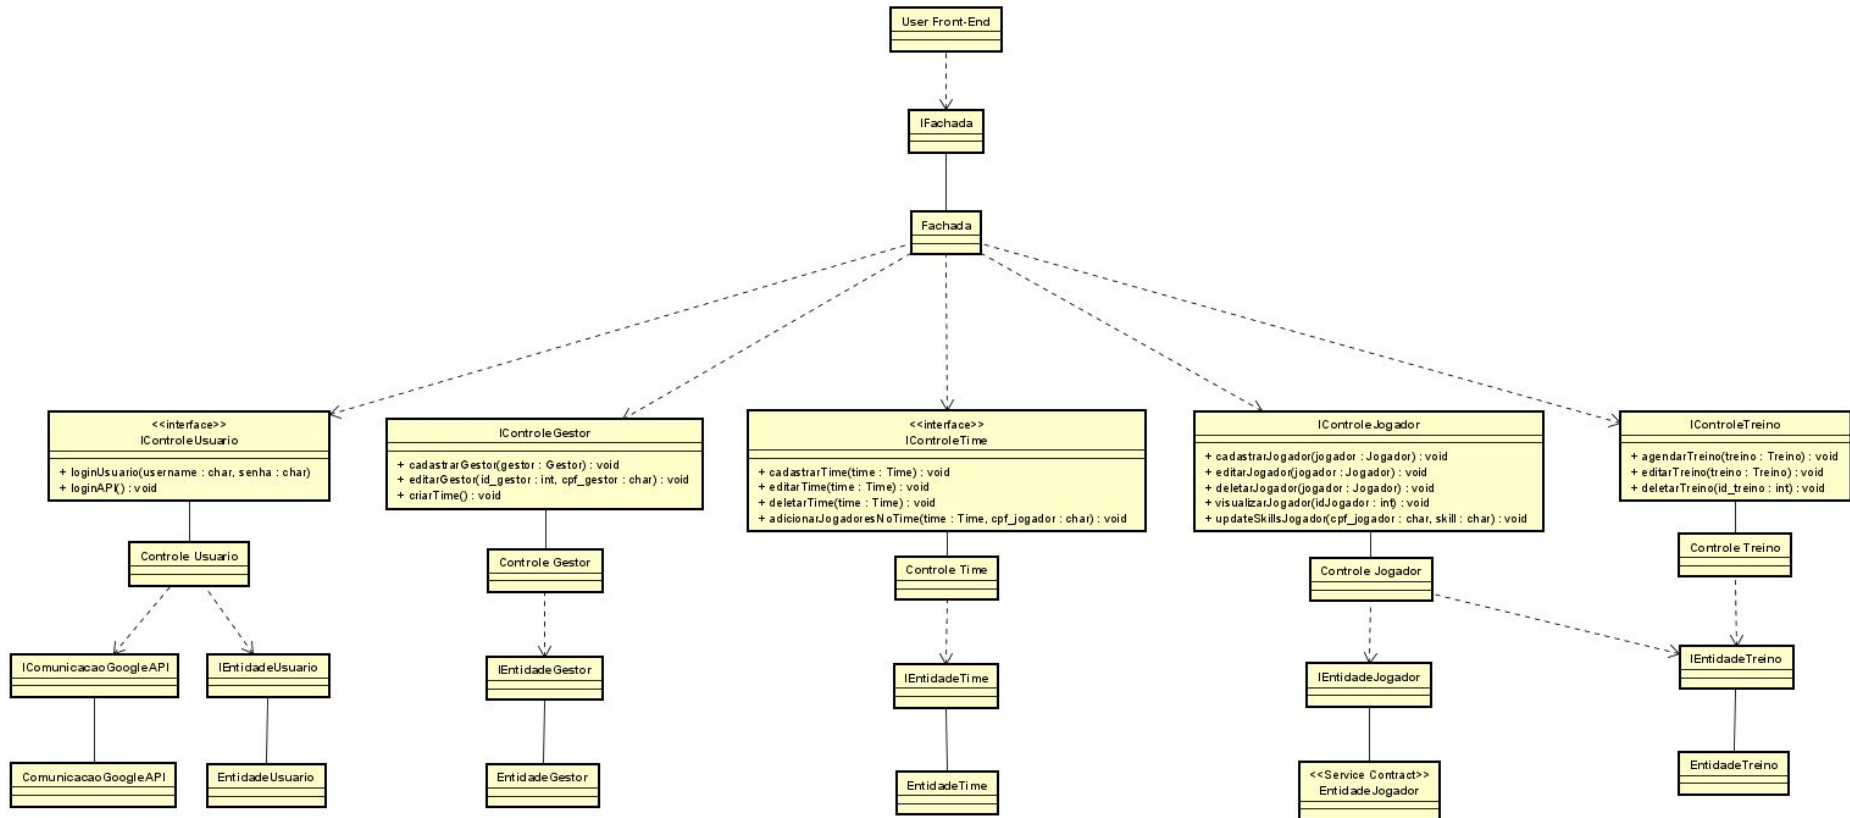 User Front-End
IFachada
Fachada
<<interface>>
IControleUsuario
+ loginUsuario(username : char, senha : char)
+ loginAPI() : void
IControleGestor
+ cadastrarGestor(gestor : Gestor) : void
+ editarGestor(id_gestor : int, cpf_gestor : char) : void
+ criarTime() : void
<<interface>>
IControleTime
+ cadastrarTime(time : Time) : void
+ editarTime(time : Time) : void
+ deletarTime(time : Time) : void
+ adicionarJogadoresNoTime(time : Time, cpf_jogador : char) : void
IControleJogador
+ cadastrarJogador(jogador : Jogador) : void
+ editarJogador(jogador : Jogador) : void
+ deletarJogador(jogador : Jogador) : void
+ visualizarJogador(idJogador : int) : void
+ updateSkillsJogador(cpf_jogador : char, skill : char) : void
IControleTreino
+ agendarTreino(treino : Treino) : void
+ editarTreino(treino : Treino) : void
+ deletarTreino(id_treino : int) : void
Controle Usuario
Controle Gestor
Controle Time
Controle Jogador
Controle Treino
IComunicacaoGoogleAPI
IEntidadeUsuario
IEntidadeGestor
IEntidadeTime
IEntidadeJogador
IEntidadeTreino
ComunicacaoGoogleAPI
EntidadeUsuario
EntidadeGestor
EntidadeTime
<<Service Contract>>
EntidadeJogador
EntidadeTreino